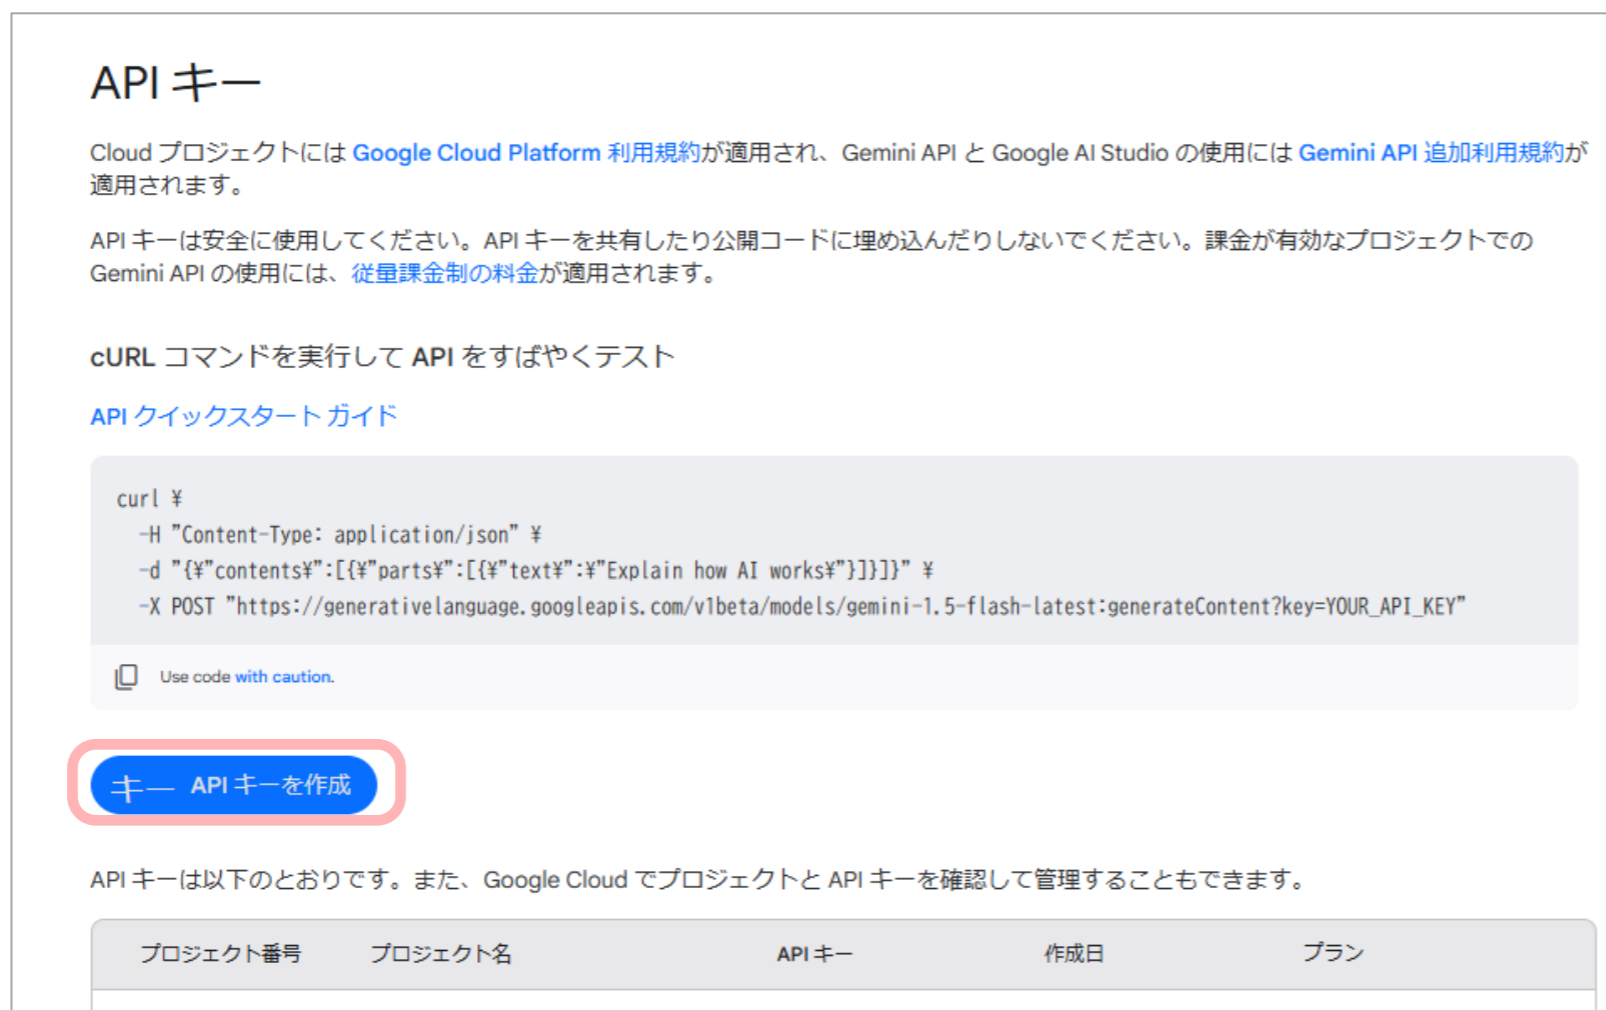 API キー
Cloud プロジェクトには Google Cloud Platform 利用規約が適用され、Gemini API と Google AI Studio の使用には Gemini API 追加利用規約が
適用されます。
API キーは安全に使用してください。API キーを共有したり公開コードに埋め込んだりしないでください。課金が有効なプロジェクトでの
Gemini API の使用には、従量課金制の料金が適用されます。
cURL コマンドを実行して API をすばやくテスト
API クイックスタート ガイド
curl ¥
-H "Content-Type: application/json" ¥
-d "{¥"contents¥":[{¥"parts¥":[{¥"text¥":¥"Explain how AI works¥"}]}]}" ¥
-X POST "https://generativelanguage.googleapis.com/v1beta/models/gemini-1.5-flash-latest:generateContent?key=YOUR_API_KEY"
Use code with caution.
キー API キーを作成
API キーは以下のとおりです。また、Google Cloud でプロジェクトと API キーを確認して管理することもできます。
プロジェクト番号 プロジェクト名 API キー 作成日 プラン